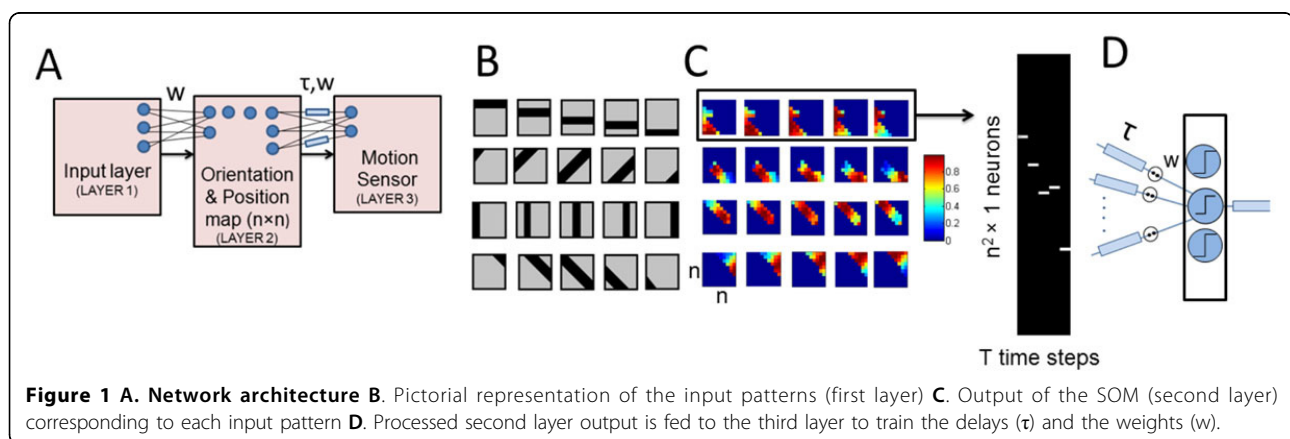 A
B
C
D
w
τ,w
Input layer
(LAYER 1)
Orientation
& Position
map (n×n)
(LAYER 2)
Motion
Sensor
(LAYER 3)
0.8
0.6
0.4
0.2
0
n
n
n² × 1 neurons
T time steps
τ
w
Figure 1 A. Network architecture B. Pictorial representation of the input patterns (first layer) C. Output of the SOM (second layer)
corresponding to each input pattern D. Processed second layer output is fed to the third layer to train the delays (τ) and the weights (w).